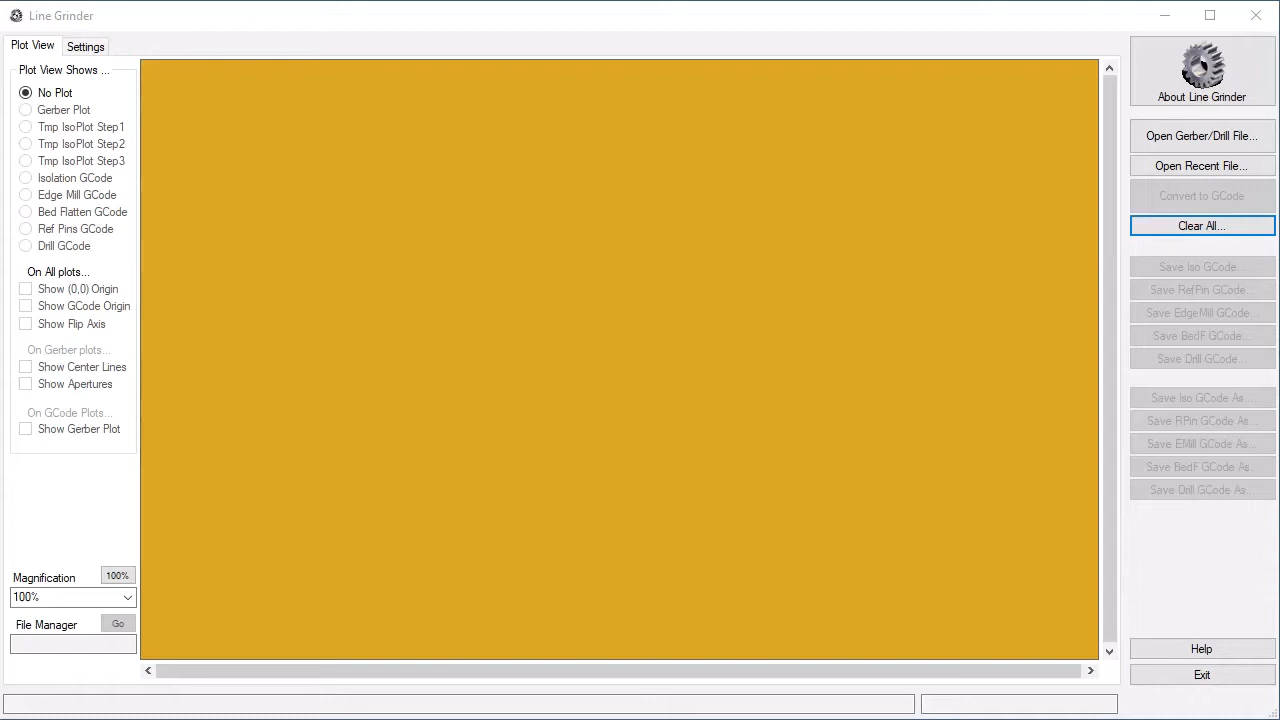 Line Grinder
Plot View
Settings
Plot View Shows ...
No Plot
Gerber Plot
Tmp IsoPlot Step1
Tmp IsoPlot Step2
Tmp IsoPlot Step3
Isolation GCode
Edge Mill GCode
Bed Flatten GCode
Ref Pins GCode
Drill GCode
On All plots...
Show (0,0) Origin
Show GCode Origin
Show Flip Axis
On Gerber plots...
Show Center Lines
Show Apertures
On GCode Plots...
Show Gerber Plot
Magnification
100%
100%
File Manager
Go
About Line Grinder
Open Gerber/Drill File...
Open Recent File...
Convert to GCode
Clear All...
Save Iso GCode...
Save RefPin GCode...
Save EdgeMill GCode...
Save BedF GCode...
Save Drill GCode...
Save Iso GCode As...
Save RPin GCode As...
Save EMill GCode As...
Save BedF GCode As...
Save Drill GCode As...
Help
Exit